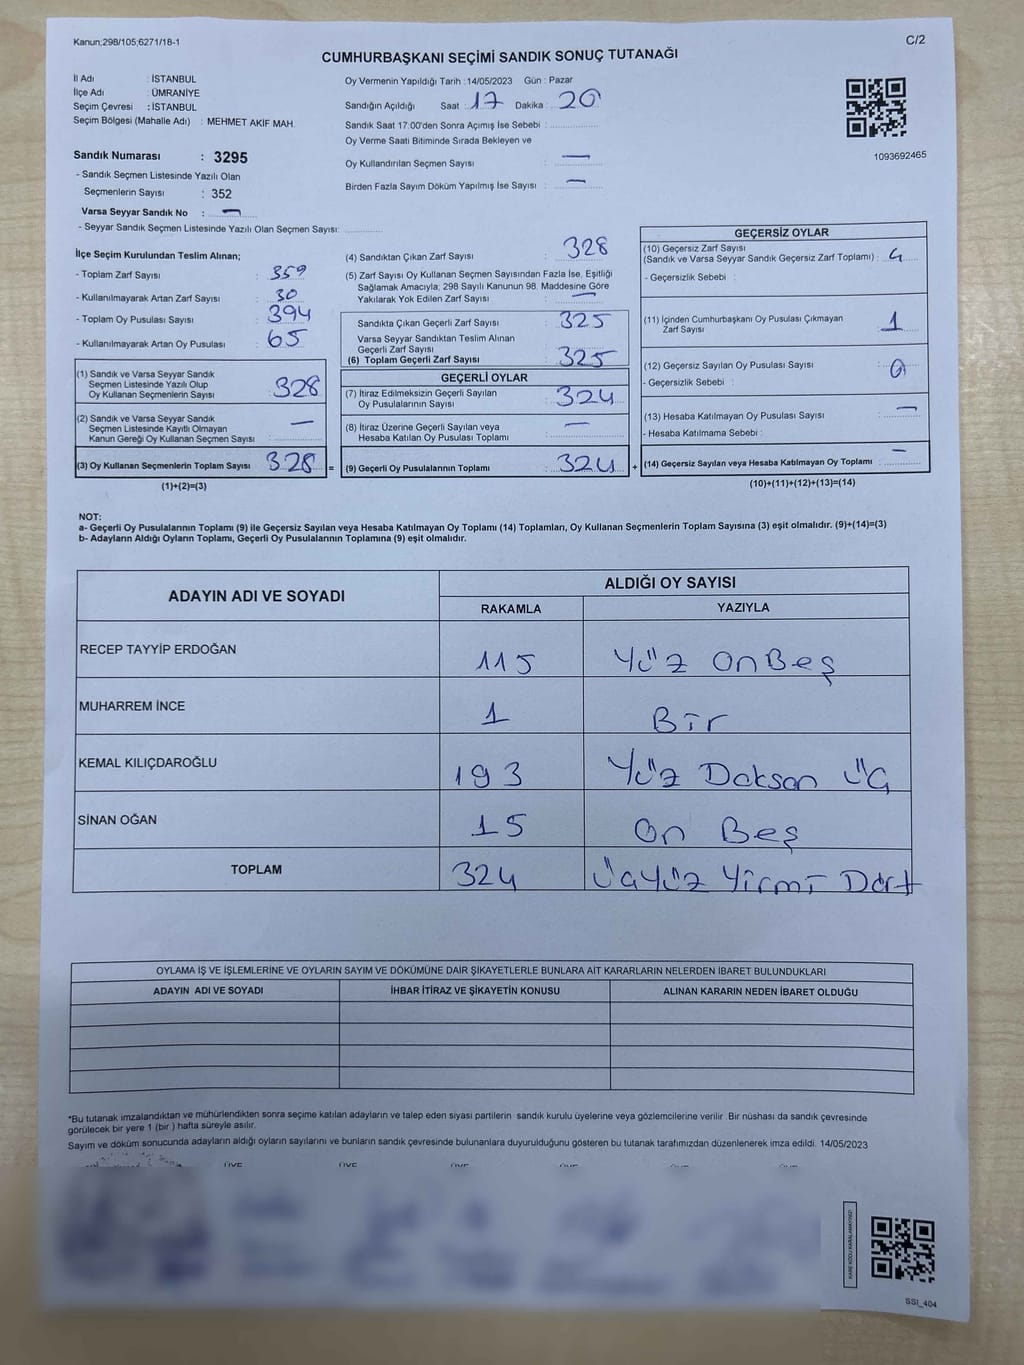 Kanun;298/105;6271/18-1
C/2
CUMHURBAŞKANI SEÇİMİ SANDIK SONUÇ TUTANAĞI
İl Adı : İSTANBUL
İlçe Adı : ÜMRANİYE
Seçim Çevresi : İSTANBUL
Seçim Bölgesi (Mahalle Adı) : MEHMET AKİF MAH.
Sandık Numarası : 3295
- Sandık Seçmen Listesinde Yazılı Olan
Seçmenlerin Sayısı : 352
Varsa Seyyar Sandık No : —
- Seyyar Sandık Seçmen Listesinde Yazılı Olan Seçmen Sayısı:
Oy Vermenin Yapıldığı Tarih : 14/05/2023 Gün : Pazar
Sandığın Açıldığı Saat : 17 Dakika : 20
Sandık Saat 17:00'den Sonra Açımış İse Sebebi :
Oy Verme Saati Bitiminde Sırada Bekleyen ve
Oy Kullandırılan Seçmen Sayısı : —
Birden Fazla Sayım Döküm Yapılmış İse Sayısı : —
1093692465
İlçe Seçim Kurulundan Teslim Alınan;
- Toplam Zarf Sayısı : 359
- Kullanılmayarak Artan Zarf Sayısı : 30
- Toplam Oy Pusulası Sayısı : 394
- Kullanılmayarak Artan Oy Pusulası : 65
(1) Sandık ve Varsa Seyyar Sandık
Seçmen Listesinde Yazılı Olup
Oy Kullanan Seçmenlerin Sayısı : 328
(2) Sandık ve Varsa Seyyar Sandık
Seçmen Listesinde Kayıtlı Olmayan
Kanun Gereği Oy Kullanan Seçmen Sayısı : —
(3) Oy Kullanan Seçmenlerin Toplam Sayısı : 328 =
(1)+(2)=(3)
(4) Sandıktan Çıkan Zarf Sayısı : 328
(5) Zarf Sayısı Oy Kullanan Seçmen Sayısından Fazla İse, Eşitliği
Sağlamak Amacıyla; 298 Sayılı Kanunun 98. Maddesine Göre
Yakılarak Yok Edilen Zarf Sayısı : —
Sandıkta Çıkan Geçerli Zarf Sayısı : 325
Varsa Seyyar Sandıktan Teslim Alınan
Geçerli Zarf Sayısı
(6) Toplam Geçerli Zarf Sayısı : 325
GEÇERLİ OYLAR
(7) İtiraz Edilmeksizin Geçerli Sayılan
Oy Pusulalarının Sayısı : 324
(8) İtiraz Üzerine Geçerli Sayılan veya
Hesaba Katılan Oy Pusulası Toplamı : —
(9) Geçerli Oy Pusulalarının Toplamı : 324 +
GEÇERSİZ OYLAR
(10) Geçersiz Zarf Sayısı
(Sandık ve Varsa Seyyar Sandık Geçersiz Zarf Toplamı) :
- Geçersizlik Sebebi :
(11) İçinden Cumhurbaşkanı Oy Pusulası Çıkmayan
Zarf Sayısı : 1
(12) Geçersiz Sayılan Oy Pusulası Sayısı : 0
- Geçersizlik Sebebi :
(13) Hesaba Katılmayan Oy Pusulası Sayısı : —
- Hesaba Katılmama Sebebi :
(14) Geçersiz Sayılan veya Hesaba Katılmayan Oy Toplamı : —
(10)+(11)+(12)+(13)=(14)
NOT:
a- Geçerli Oy Pusulalarının Toplamı (9) ile Geçersiz Sayılan veya Hesaba Katılmayan Oy Toplamı (14) Toplamları, Oy Kullanan Seçmenlerin Toplam Sayısına (3) eşit olmalıdır. (9)+(14)=(3)
b- Adayların Aldığı Oyların Toplamı, Geçerli Oy Pusulalarının Toplamına (9) eşit olmalıdır.
ADAYIN ADI VE SOYADI
ALDIĞI OY SAYISI
RAKAMLA YAZIYLA
RECEP TAYYİP ERDOĞAN 115 Yüz OnBeş
MUHARREM İNCE 1 Bir
KEMAL KILIÇDAROĞLU 193 Yüz Doksan Üç
SİNAN OĞAN 15 On Beş
TOPLAM 324 Üçyüz Yirmi Dört
OYLAMA İŞ VE İŞLEMLERİNE VE OYLARIN SAYIM VE DÖKÜMÜNE DAİR ŞİKAYETLERLE BUNLARA AİT KARARLARIN NELERDEN İBARET BULUNDUKLARI
ADAYIN ADI VE SOYADI İHBAR İTİRAZ VE ŞİKAYETİN KONUSU ALINAN KARARIN NEDEN İBARET OLDUĞU
*Bu tutanak imzalandıktan ve mühürlendikten sonra seçime katılan adayların ve talep eden siyasi partilerin sandık kurulu üyelerine veya gözlemcilerine verilir. Bir nüshası da sandık çevresinde
görülecek bir yere 1 (bir ) hafta süreyle asılır.
Sayım ve döküm sonucunda adayların aldığı oyların sayılarını ve bunların sandık çevresinde bulunanlara duyurulduğunu gösteren bu tutanak tarafımızdan düzenlenerek imza edildi. 14/05/2023
ÜYE ÜYE ÜYE ÜYE ÜYE ÜYE
KARE KODU KARALAMAYINIZ!
SSİ_404